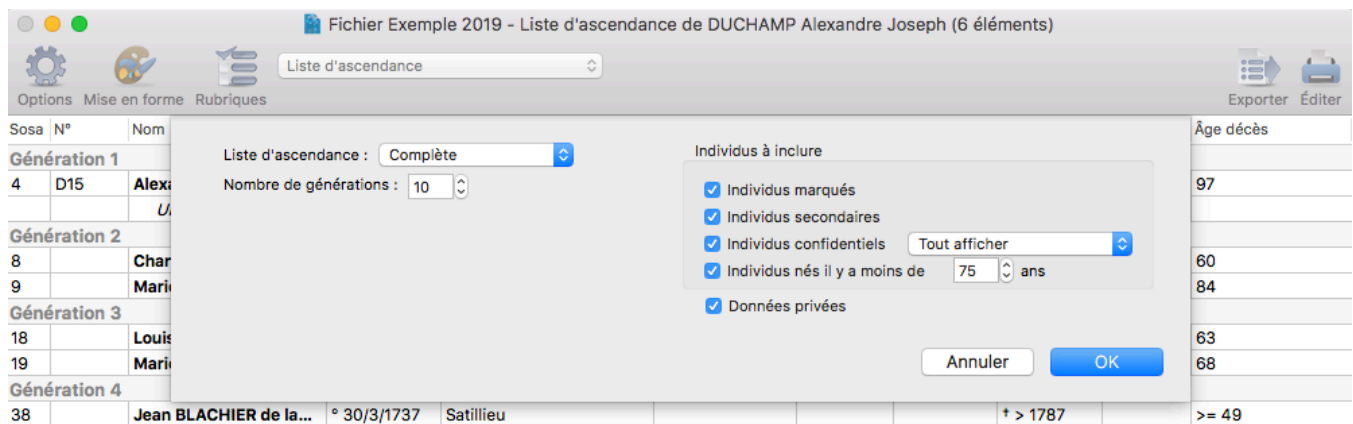 Fichier Exemple 2019 - Liste d'ascendance de DUCHAMP Alexandre Joseph (6 éléments)
Liste d'ascendance
Options Mise en forme Rubriques Exporter Éditer
Sosa N° Nom Âge décès
Liste d'ascendance : Complète Individus à inclure
Génération 1
Nombre de générations : 10
4 D15 Alexa 97
Individus marqués
Individus secondaires
Génération 2
Individus confidentiels Tout afficher
8 Char 60
Individus nés il y a moins de 75 ans
9 Marie 84
Génération 3
Données privées
18 Louis 63
19 Marie 68
Annuler OK
Génération 4
38 Jean BLACHIER de la... ° 30/3/1737 Satillieu † > 1787 >= 49